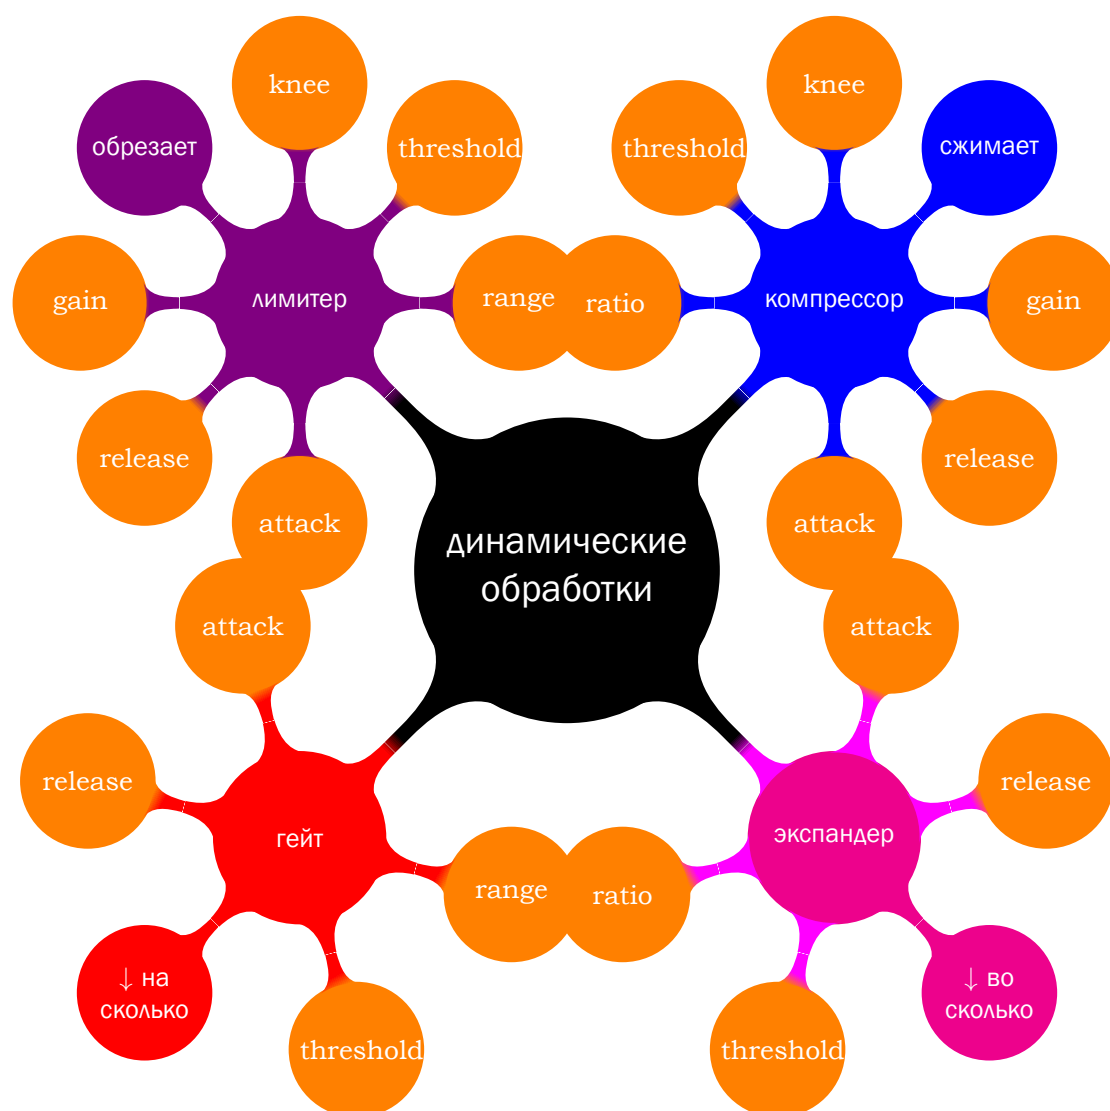 knee
knee
обрезает
threshold
threshold
сжимает
gain
лимитер
range
ratio
компрессор
gain
release
release
attack
attack
динамические
обработки
attack
attack
release
гейт
экспандер
release
range
ratio
↓ на
сколько
↓ во
сколько
threshold
threshold